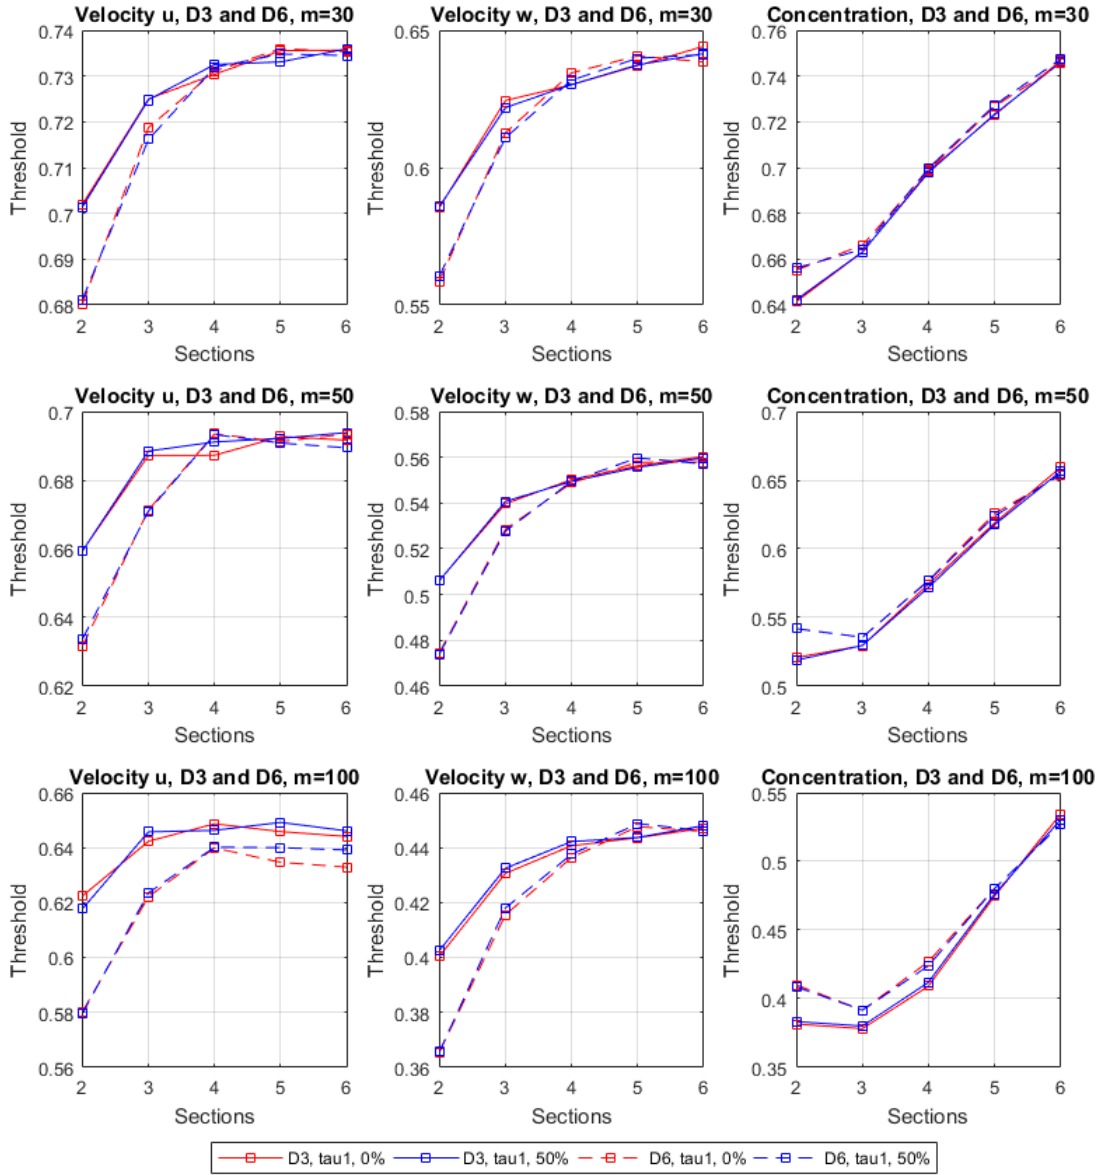 Velocity u, D3 and D6, m=30
Threshold
0.74
0.73
0.72
0.71
0.7
0.69
0.68
2 3 4 5 6
Sections
Velocity w, D3 and D6, m=30
Threshold
0.65
0.6
0.55
2 3 4 5 6
Sections
Concentration, D3 and D6, m=30
Threshold
0.76
0.74
0.72
0.7
0.68
0.66
0.64
2 3 4 5 6
Sections
Velocity u, D3 and D6, m=50
Threshold
0.7
0.68
0.66
0.64
0.62
2 3 4 5 6
Sections
Velocity w, D3 and D6, m=50
Threshold
0.58
0.56
0.54
0.52
0.5
0.48
0.46
2 3 4 5 6
Sections
Concentration, D3 and D6, m=50
Threshold
0.7
0.65
0.6
0.55
0.5
2 3 4 5 6
Sections
Velocity u, D3 and D6, m=100
Threshold
0.66
0.64
0.62
0.6
0.58
0.56
2 3 4 5 6
Sections
Velocity w, D3 and D6, m=100
Threshold
0.46
0.44
0.42
0.4
0.38
0.36
2 3 4 5 6
Sections
Concentration, D3 and D6, m=100
Threshold
0.55
0.5
0.45
0.4
0.35
2 3 4 5 6
Sections
D3, tau1, 0% D3, tau1, 50% D6, tau1, 0% D6, tau1, 50%